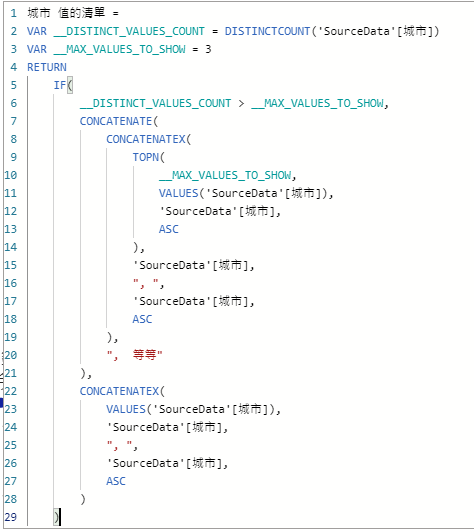 1 城市 值的清單 =
2 VAR __DISTINCT_VALUES_COUNT = DISTINCTCOUNT('SourceData'[城市])
3 VAR __MAX_VALUES_TO_SHOW = 3
4 RETURN
5 IF(
6 __DISTINCT_VALUES_COUNT > __MAX_VALUES_TO_SHOW,
7 CONCATENATE(
8 CONCATENATEX(
9 TOPN(
10 __MAX_VALUES_TO_SHOW,
11 VALUES('SourceData'[城市]),
12 'SourceData'[城市],
13 ASC
14 ),
15 'SourceData'[城市],
16 ", ",
17 'SourceData'[城市],
18 ASC
19 ),
20 ", 等等"
21 ),
22 CONCATENATEX(
23 VALUES('SourceData'[城市]),
24 'SourceData'[城市],
25 ", ",
26 'SourceData'[城市],
27 ASC
28 )
29 )